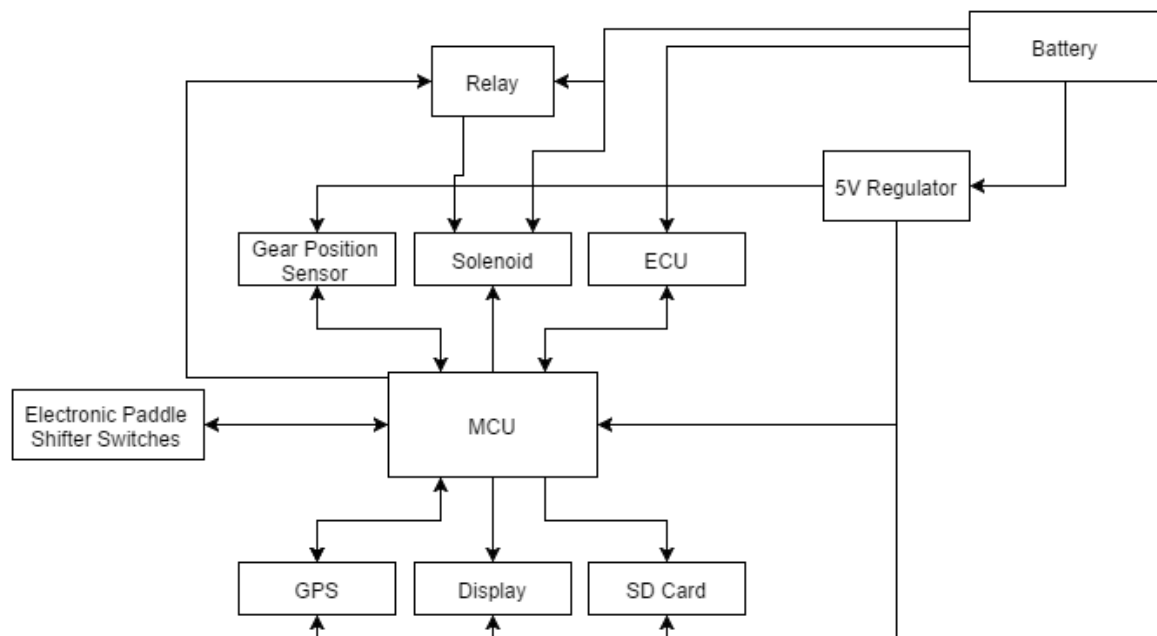 Battery
Relay
5V Regulator
Gear Position
Sensor
Solenoid
ECU
Electronic Paddle
Shifter Switches
MCU
GPS
Display
SD Card